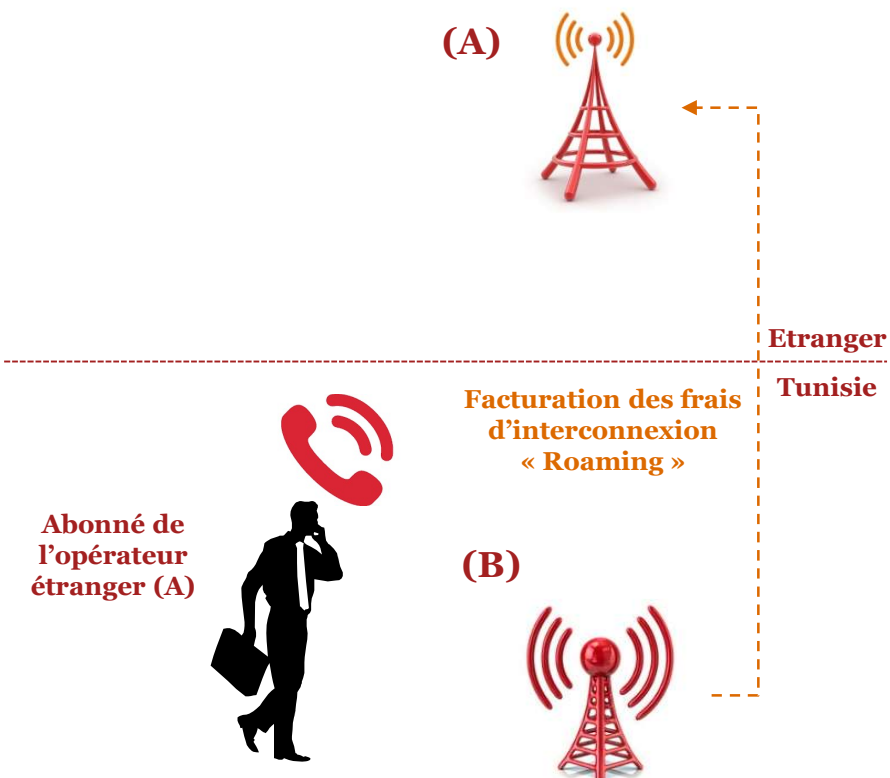 (A)
Etranger
Tunisie
Facturation des frais
d’interconnexion
« Roaming »
Abonné de
l’opérateur
étranger (A)
(B)